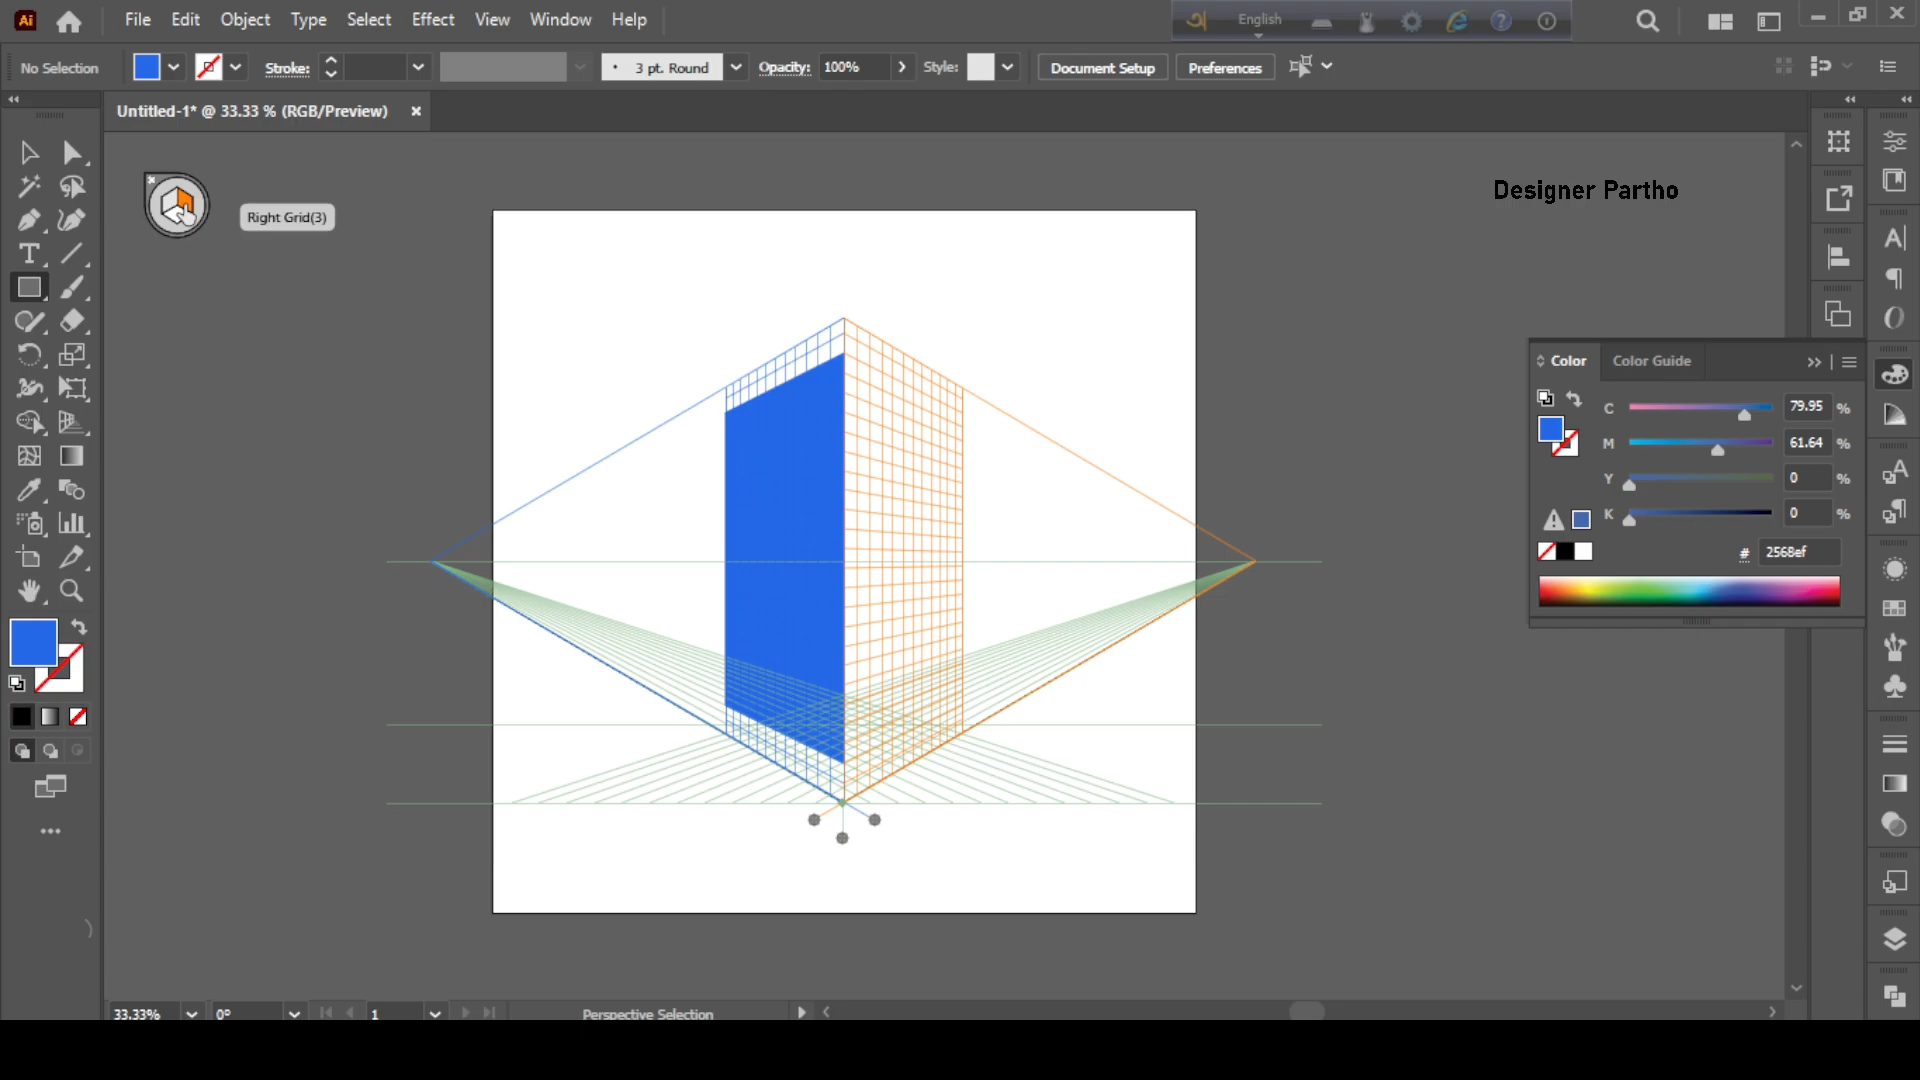 Ai File Edit Object Type Select Effect View Window Help English
No Selection Stroke: 3 pt. Round Opacity: 100% Style: Document Setup Preferences
Untitled-1* @ 33.33 % (RGB/Preview)
Designer Partho
Right Grid(3)
Color Color Guide
C 79.95 %
M 61.64 %
Y 0 %
K 0 %
# 2568ef
33.33% 0° 1 Perspective Selection